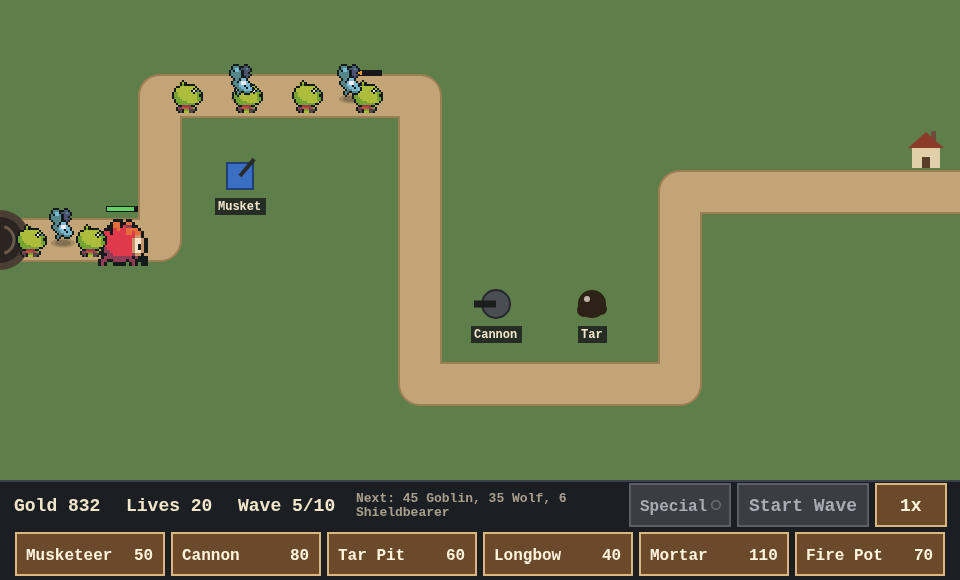 Musket
Cannon
Tar
Gold 832
Lives 20
Wave 5/10
Next: 45 Goblin, 35 Wolf, 6
Shieldbearer
Special
Start Wave
1x
Musketeer 50
Cannon 80
Tar Pit 60
Longbow 40
Mortar 110
Fire Pot 70